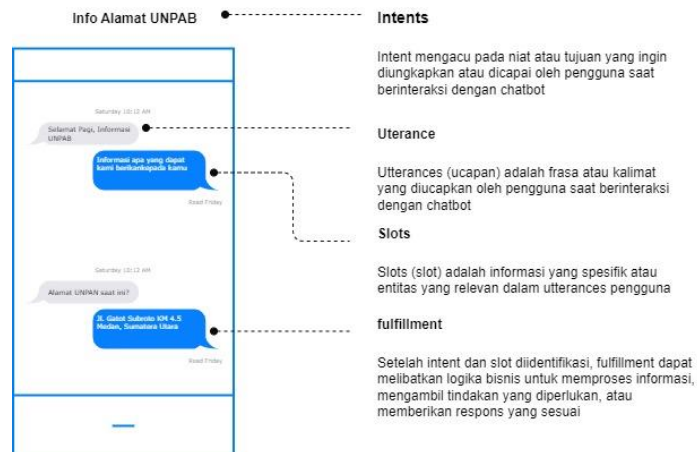 Info Alamat UNPAB
Intents
Intent mengacu pada niat atau tujuan yang ingin
diungkapkan atau dicapai oleh pengguna saat
berinteraksi dengan chatbot
Saturday 10:12 AM
Selamat Pagi, Informasi
UNPAB
Utterance
Informasi apa yang dapat
kami berikankepada kamu
Utterances (ucapan) adalah frasa atau kalimat
yang diucapkan oleh pengguna saat berinteraksi
dengan chatbot
Read Friday
Slots
Saturday 10:12 AM
Slots (slot) adalah informasi yang spesifik atau
entitas yang relevan dalam utterances pengguna
Alamat UNPAN saat ini?
Jl. Gatot Subroto KM 4.5
Medan, Sumatera Utara
fulfillment
Read Friday
Setelah intent dan slot diidentifikasi, fulfillment dapat
melibatkan logika bisnis untuk memproses informasi,
mengambil tindakan yang diperlukan, atau
memberikan respons yang sesuai